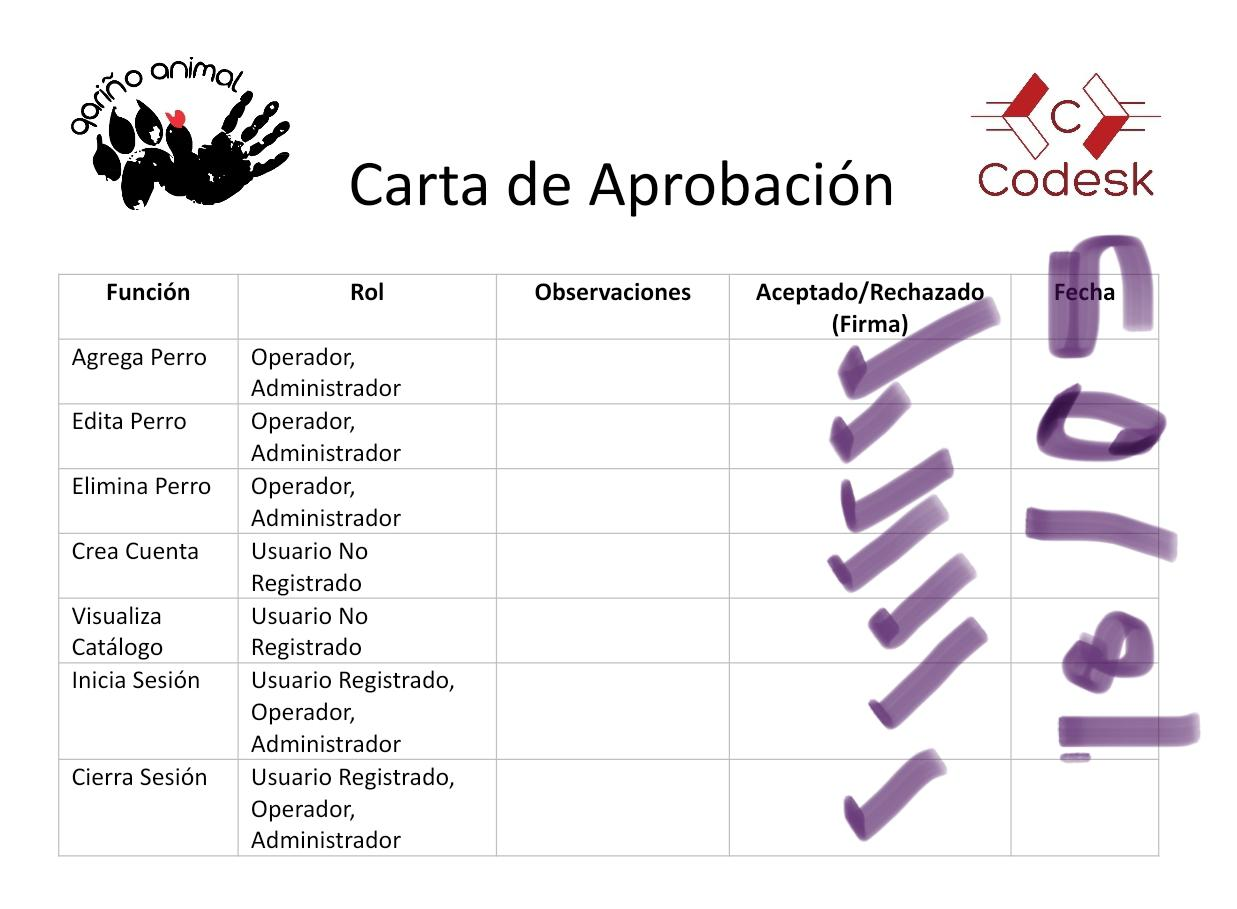 qariño animal
C
Codesk
Carta de Aprobación
Función Rol Observaciones Aceptado/Rechazado Fecha
(Firma)
Agrega Perro Operador,
Administrador
Edita Perro Operador,
Administrador
Elimina Perro Operador,
Administrador
Crea Cuenta Usuario No
Registrado
Visualiza Usuario No
Catálogo Registrado
Inicia Sesión Usuario Registrado,
Operador,
Administrador
Cierra Sesión Usuario Registrado,
Operador,
Administrador